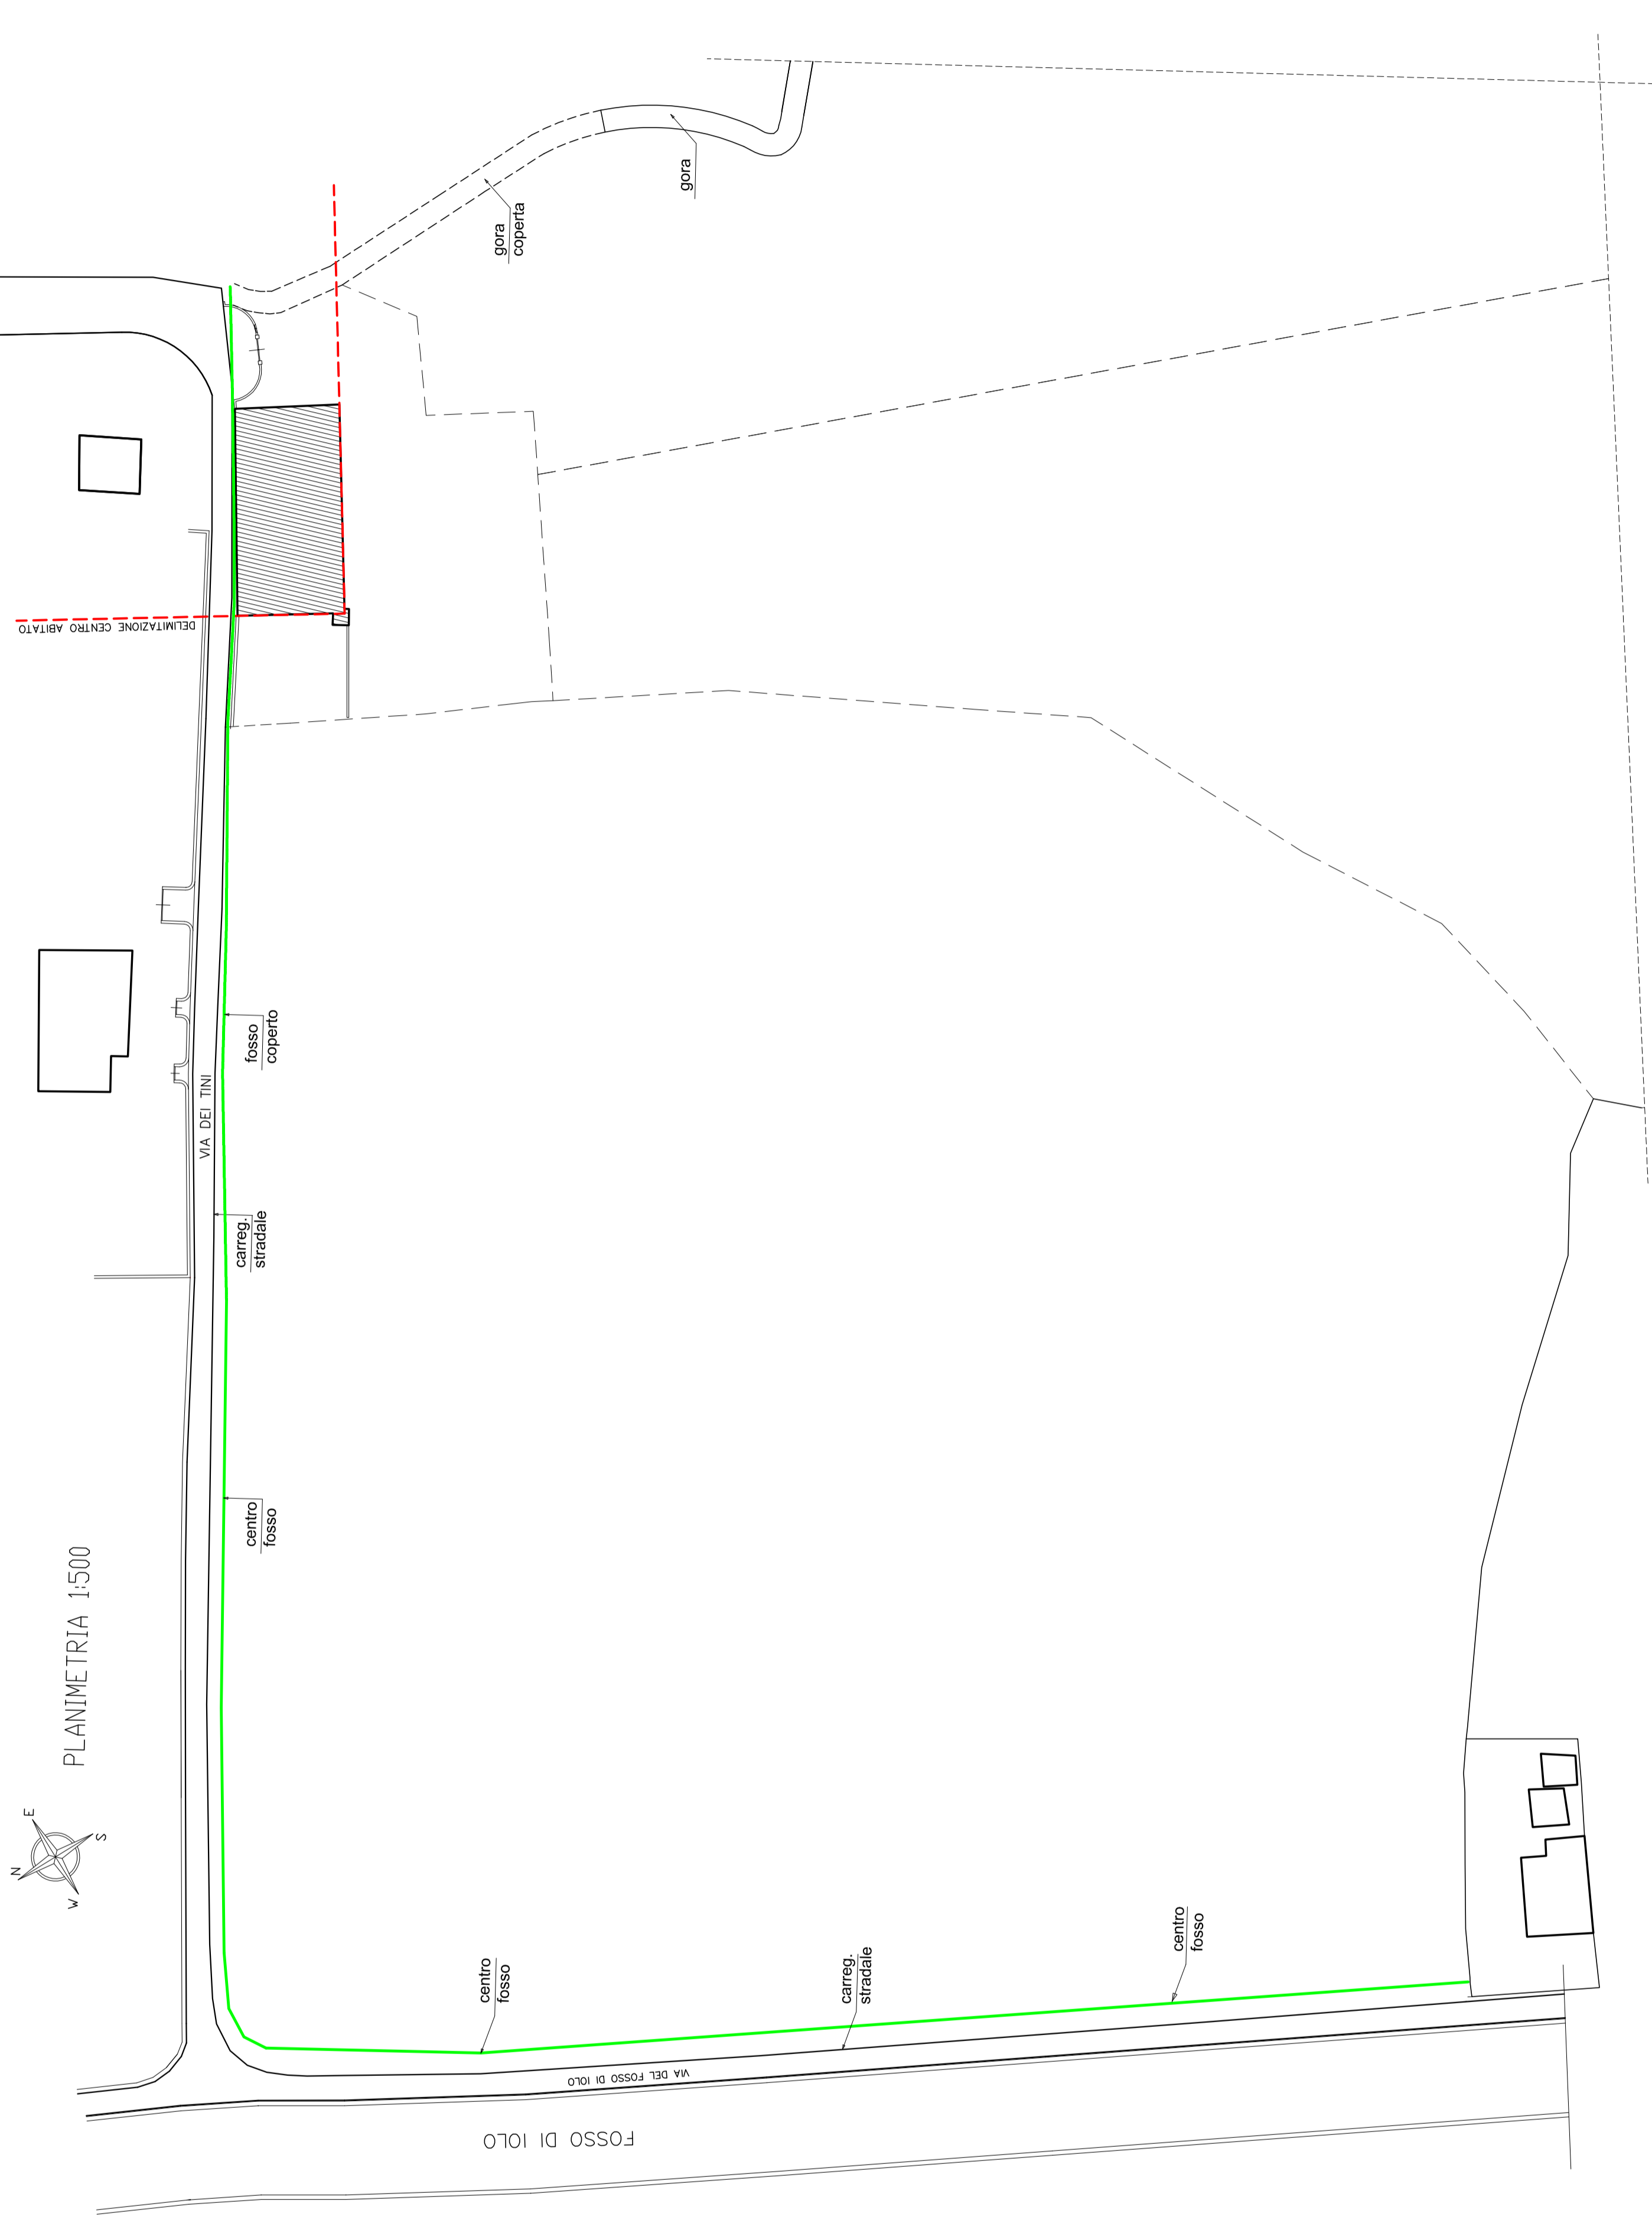 gora
gora
coperta
DELIMITAZIONE CENTRO ABITATO
fosso
coperto
VIA DEI TINI
carreg.
stradale
centro
fosso
PLANIMETRIA 1:500
N
E
S
W
centro
fosso
carreg.
stradale
centro
fosso
VIA DEL FOSSO DI IOLO
FOSSO DI IOLO